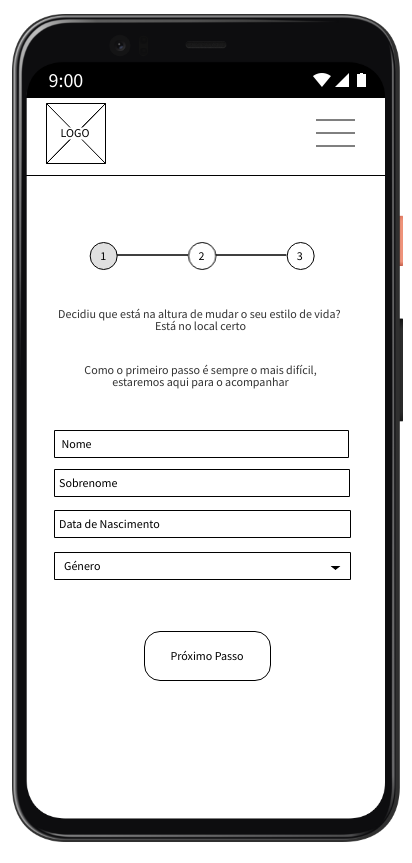 9:00
LOGO
1 2 3
Decidiu que está na altura de mudar o seu estilo de vida?
Está no local certo
Como o primeiro passo é sempre o mais difícil,
estaremos aqui para o acompanhar
Nome
Sobrenome
Data de Nascimento
Género
Próximo Passo